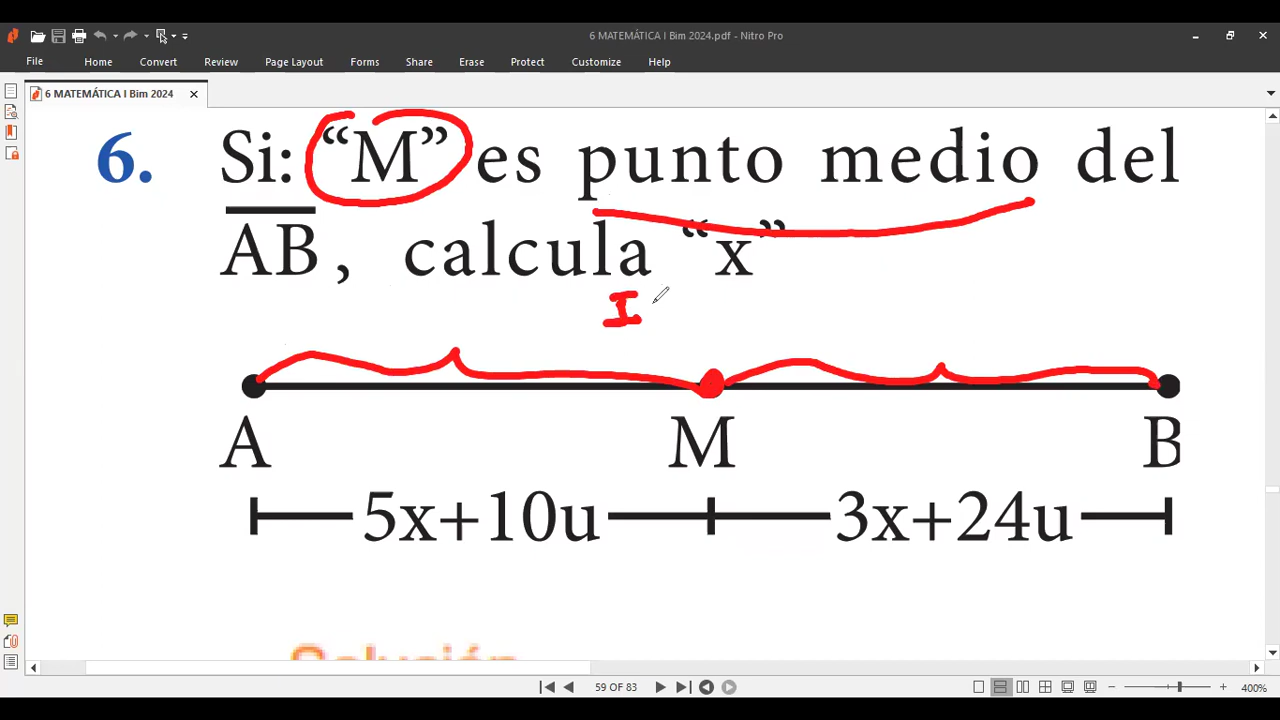 6 MATEMÁTICA I Bim 2024.pdf - Nitro Pro
File Home Convert Review Page Layout Forms Share Erase Protect Customize Help
6 MATEMÁTICA I Bim 2024
6. Si: “M” es punto medio del
AB, calcula “x”
I
A M B
5x+10u 3x+24u
Solución
59 OF 83
400%